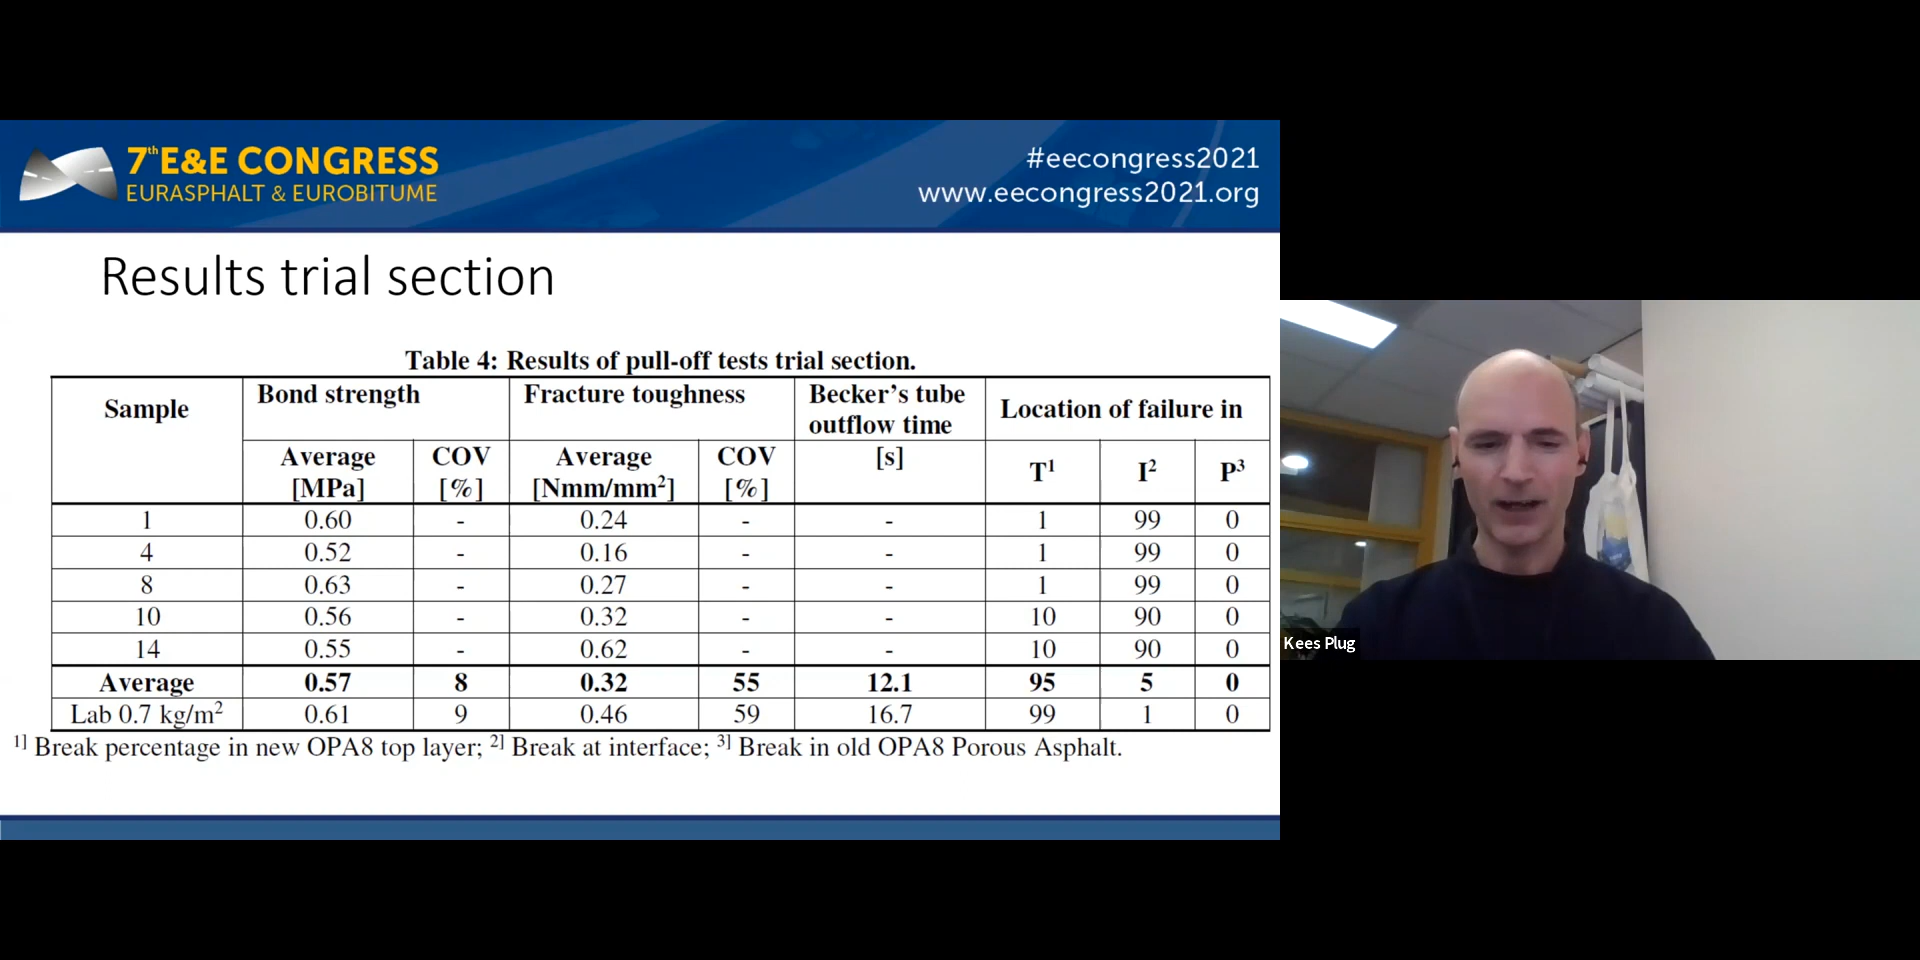 7th E&E CONGRESS
EURASPHALT & EUROBITUME
#eecongress2021
www.eecongress2021.org
Results trial section
Table 4: Results of pull-off tests trial section.
Sample Bond strength Fracture toughness Becker's tube outflow time Location of failure in
Average [MPa] COV [%] Average [Nmm/mm²] COV [%] [s] T¹ I² P³
1 0.60 - 0.24 - - 1 99 0
4 0.52 - 0.16 - - 1 99 0
8 0.63 - 0.27 - - 1 99 0
10 0.56 - 0.32 - - 10 90 0
14 0.55 - 0.62 - - 10 90 0
Average 0.57 8 0.32 55 12.1 95 5 0
Lab 0.7 kg/m² 0.61 9 0.46 59 16.7 99 1 0
1] Break percentage in new OPA8 top layer; 2] Break at interface; 3] Break in old OPA8 Porous Asphalt.
Kees Plug